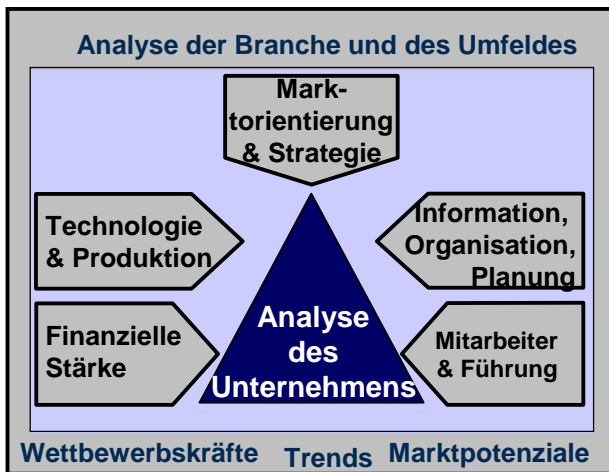 Analyse der Branche und des Umfeldes
Mark-
torientierung
& Strategie
Technologie
& Produktion
Information,
Organisation,
Planung
Finanzielle
Stärke
Analyse
des
Unternehmens
Mitarbeiter
& Führung
Wettbewerbskräfte Trends Marktpotenziale